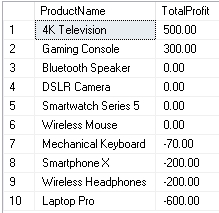 ProductName TotalProfit
1 4K Television 500.00
2 Gaming Console 300.00
3 Bluetooth Speaker 0.00
4 DSLR Camera 0.00
5 Smartwatch Series 5 0.00
6 Wireless Mouse 0.00
7 Mechanical Keyboard -70.00
8 Smartphone X -200.00
9 Wireless Headphones -200.00
10 Laptop Pro -600.00